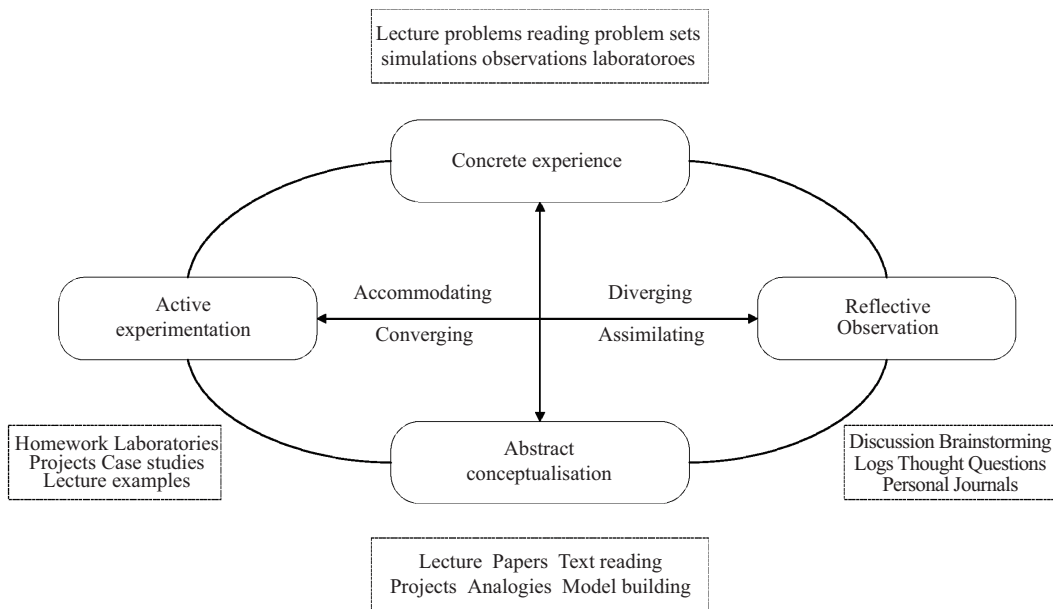 Lecture problems reading problem sets
simulations observations laboratoroes
Concrete experience
Active
experimentation
Accommodating
Diverging
Converging
Assimilating
Reflective
Observation
Abstract
conceptualisation
Homework Laboratories
Projects Case studies
Lecture examples
Discussion Brainstorming
Logs Thought Questions
Personal Journals
Lecture Papers Text reading
Projects Analogies Model building